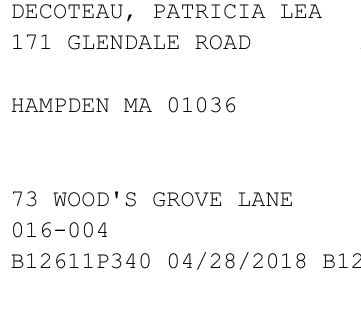 DECOTEAU, PATRICIA LEA
171 GLENDALE ROAD
HAMPDEN MA 01036
73 WOOD'S GROVE LANE
016-004
B12611P340 04/28/2018 B12